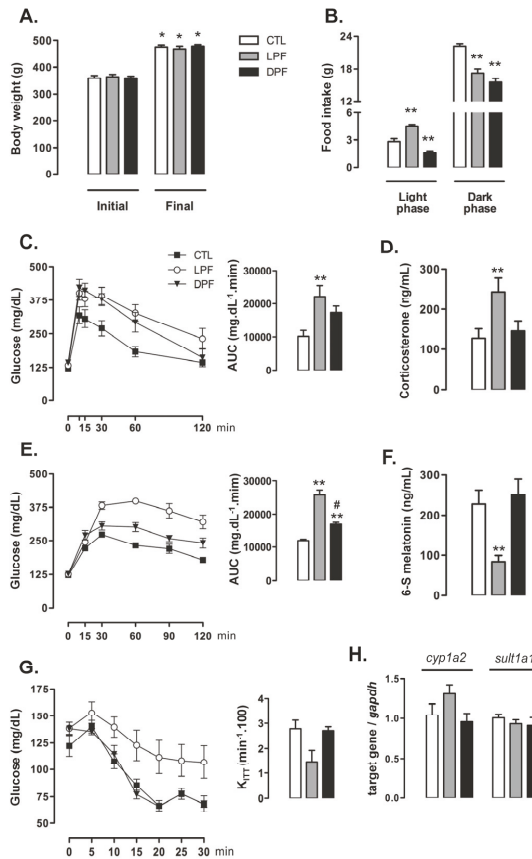 A.
500
400
300
200
100
0
Body weight (g)
* * *
Initial
Final
CTL
LPF
DPF
B.
24
18
12
6
3
0
Food intake (g)
** ** ** **
Light phase
Dark phase
C.
CTL
LPF
DPF
500
375
250
125
0
Glucose (mg/dL)
0 15 30 60 120 min
30000
20000
10000
0
AUC (mg.dL-1.mim)
**
D.
300
200
100
0
Corticosterone (ng/mL)
**
E.
500
375
250
125
0
Glucose (mg/dL)
0 15 30 60 90 120 min
30000
20000
10000
0
AUC (mg.dL-1.mim)
**
#
**
F.
300
200
100
0
6-S melatonin (ng/mL)
**
G.
175
150
125
100
75
50
Glucose (mg/dL)
0 5 10 15 20 25 30 min
4
3
2
1
0
KITT (min-1.100)
H.
cyp1a2
sult1a1
1.5
1.0
0.5
0.0
target gene / gapdh